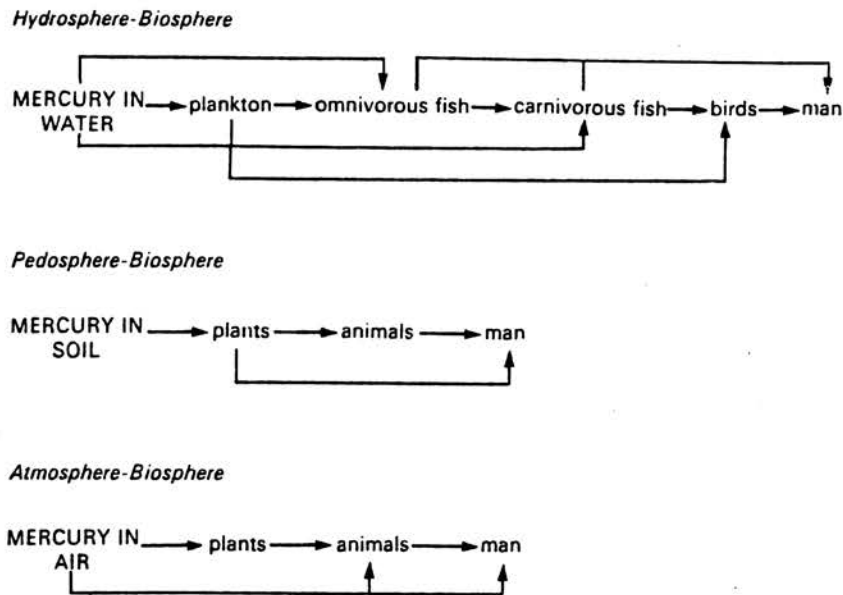 Hydrosphere-Biosphere
MERCURY IN WATER plankton omnivorous fish carnivorous fish birds man
Pedosphere-Biosphere
MERCURY IN SOIL plants animals man
Atmosphere-Biosphere
MERCURY IN AIR plants animals man